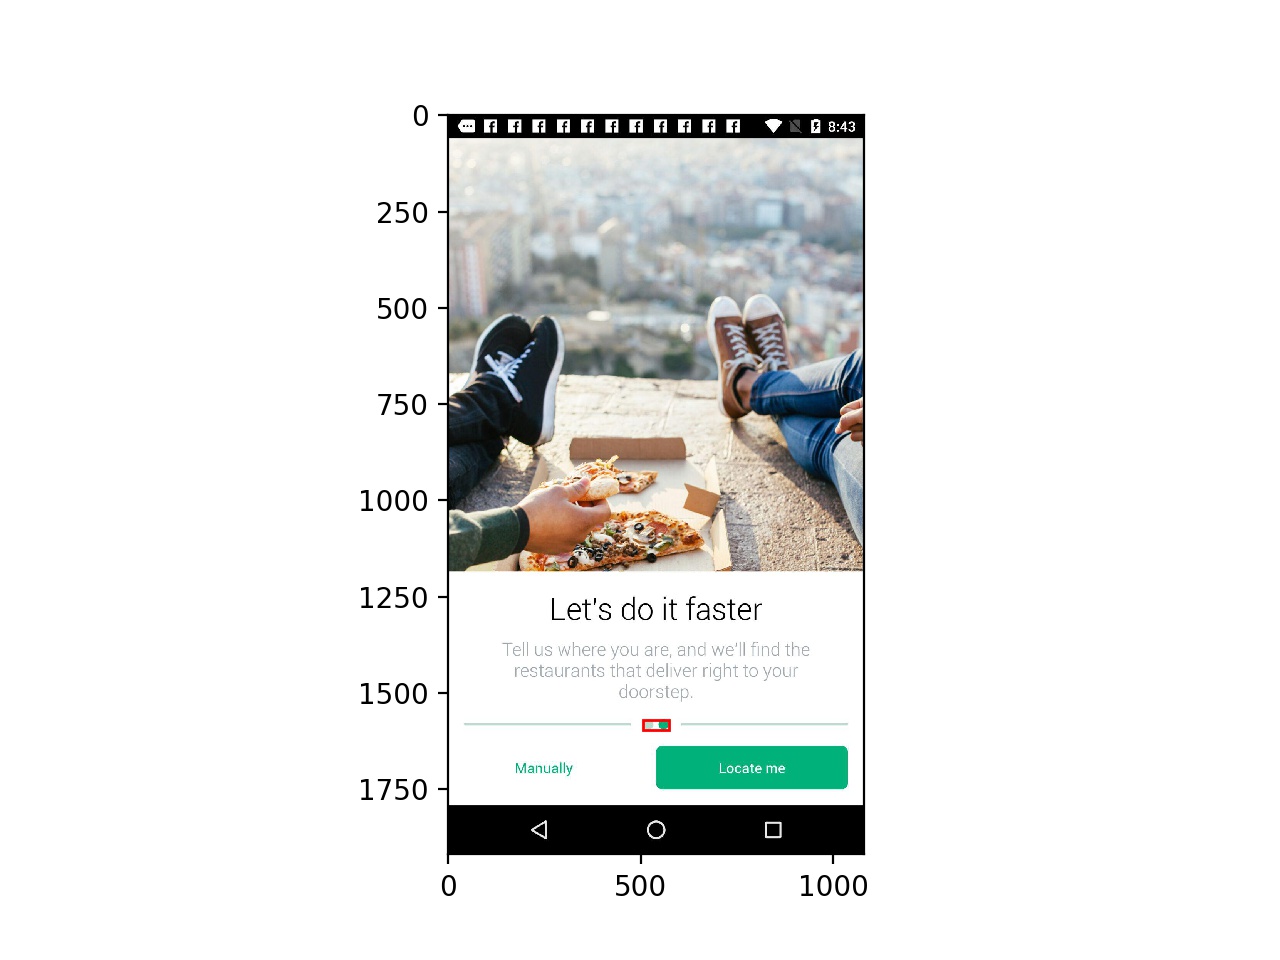 0
250
500
750
1000
1250
1500
1750
8:43
Let's do it faster
Tell us where you are, and we'll find the
restaurants that deliver right to your
doorstep.
Manually
Locate me
0
500
1000